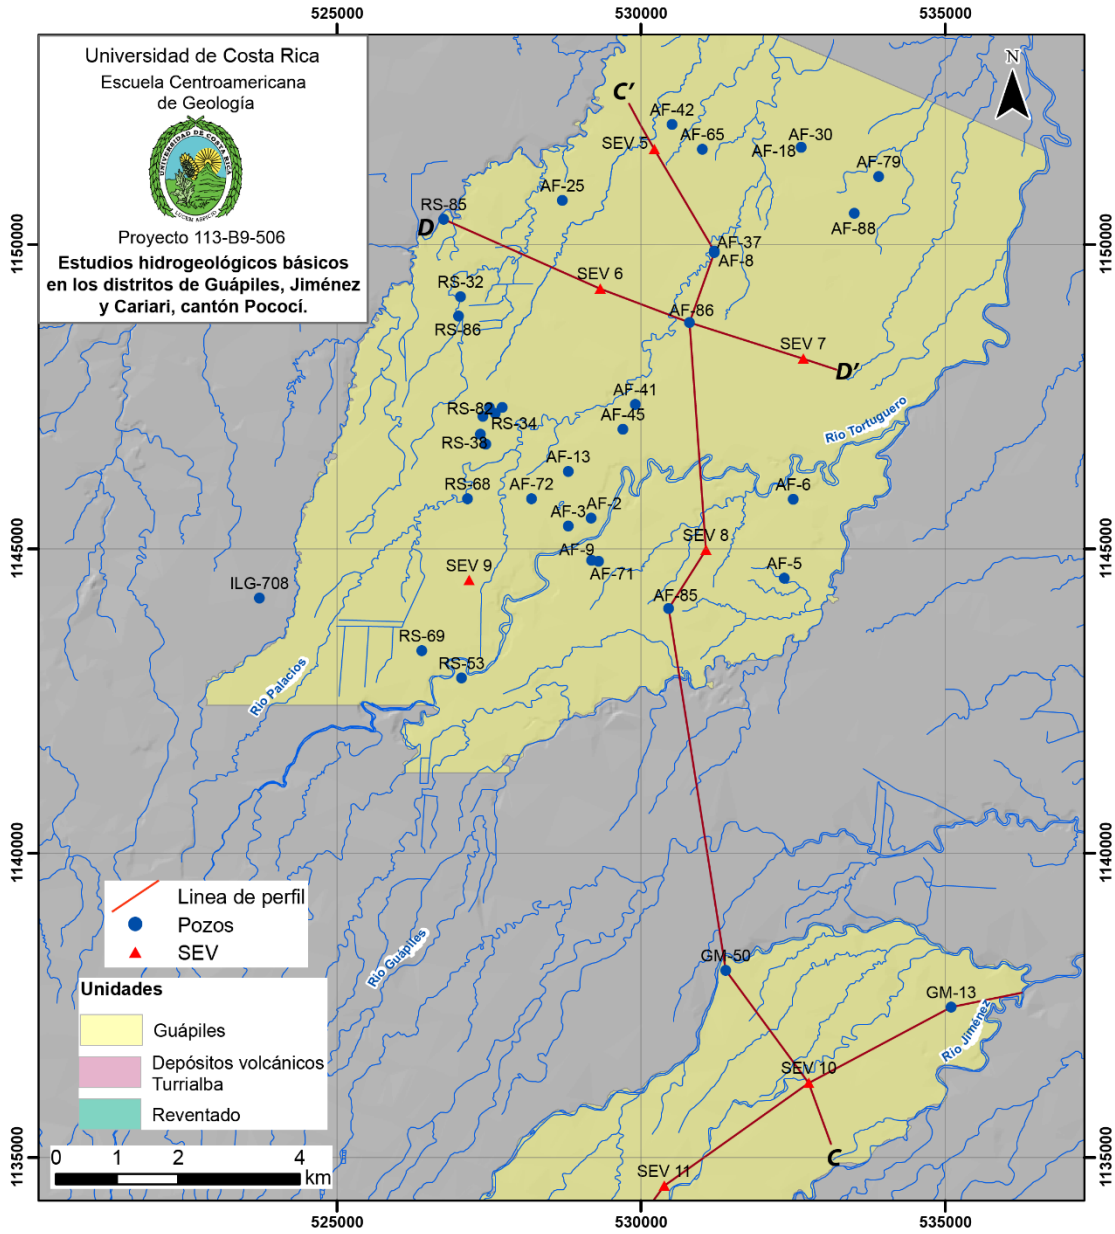 525000
530000
535000
Universidad de Costa Rica
Escuela Centroamericana
de Geología
UNIVERSIDAD DE COSTA RICA
LUCEM ASPICIO
Proyecto 113-B9-506
Estudios hidrogeológicos básicos
en los distritos de Guápiles, Jiménez
y Cariari, cantón Pococí.
N
C'
AF-42
SEV 5
AF-65
AF-30
AF-18
AF-79
AF-25
RS-85
D
AF-88
1150000
1150000
AF-37
AF-8
SEV 6
RS-32
AF-86
RS-86
SEV 7
D'
AF-41
RS-82
AF-45
RS-34
Río Tortuguero
RS-38
AF-13
RS-68
AF-72
AF-6
AF-3
AF-2
SEV 8
1145000
1145000
AF-9
SEV 9
AF-71
AF-5
ILG-708
AF-85
RS-69
RS-53
Río Palacios
1140000
1140000
Linea de perfil
Pozos
SEV
Río Guápiles
GM-50
Unidades
GM-13
Guápiles
Río Jiménez
Depósitos volcánicos
Turrialba
SEV 10
Reventado
0 1 2 4
km
C
1135000
1135000
SEV 11
525000
530000
535000